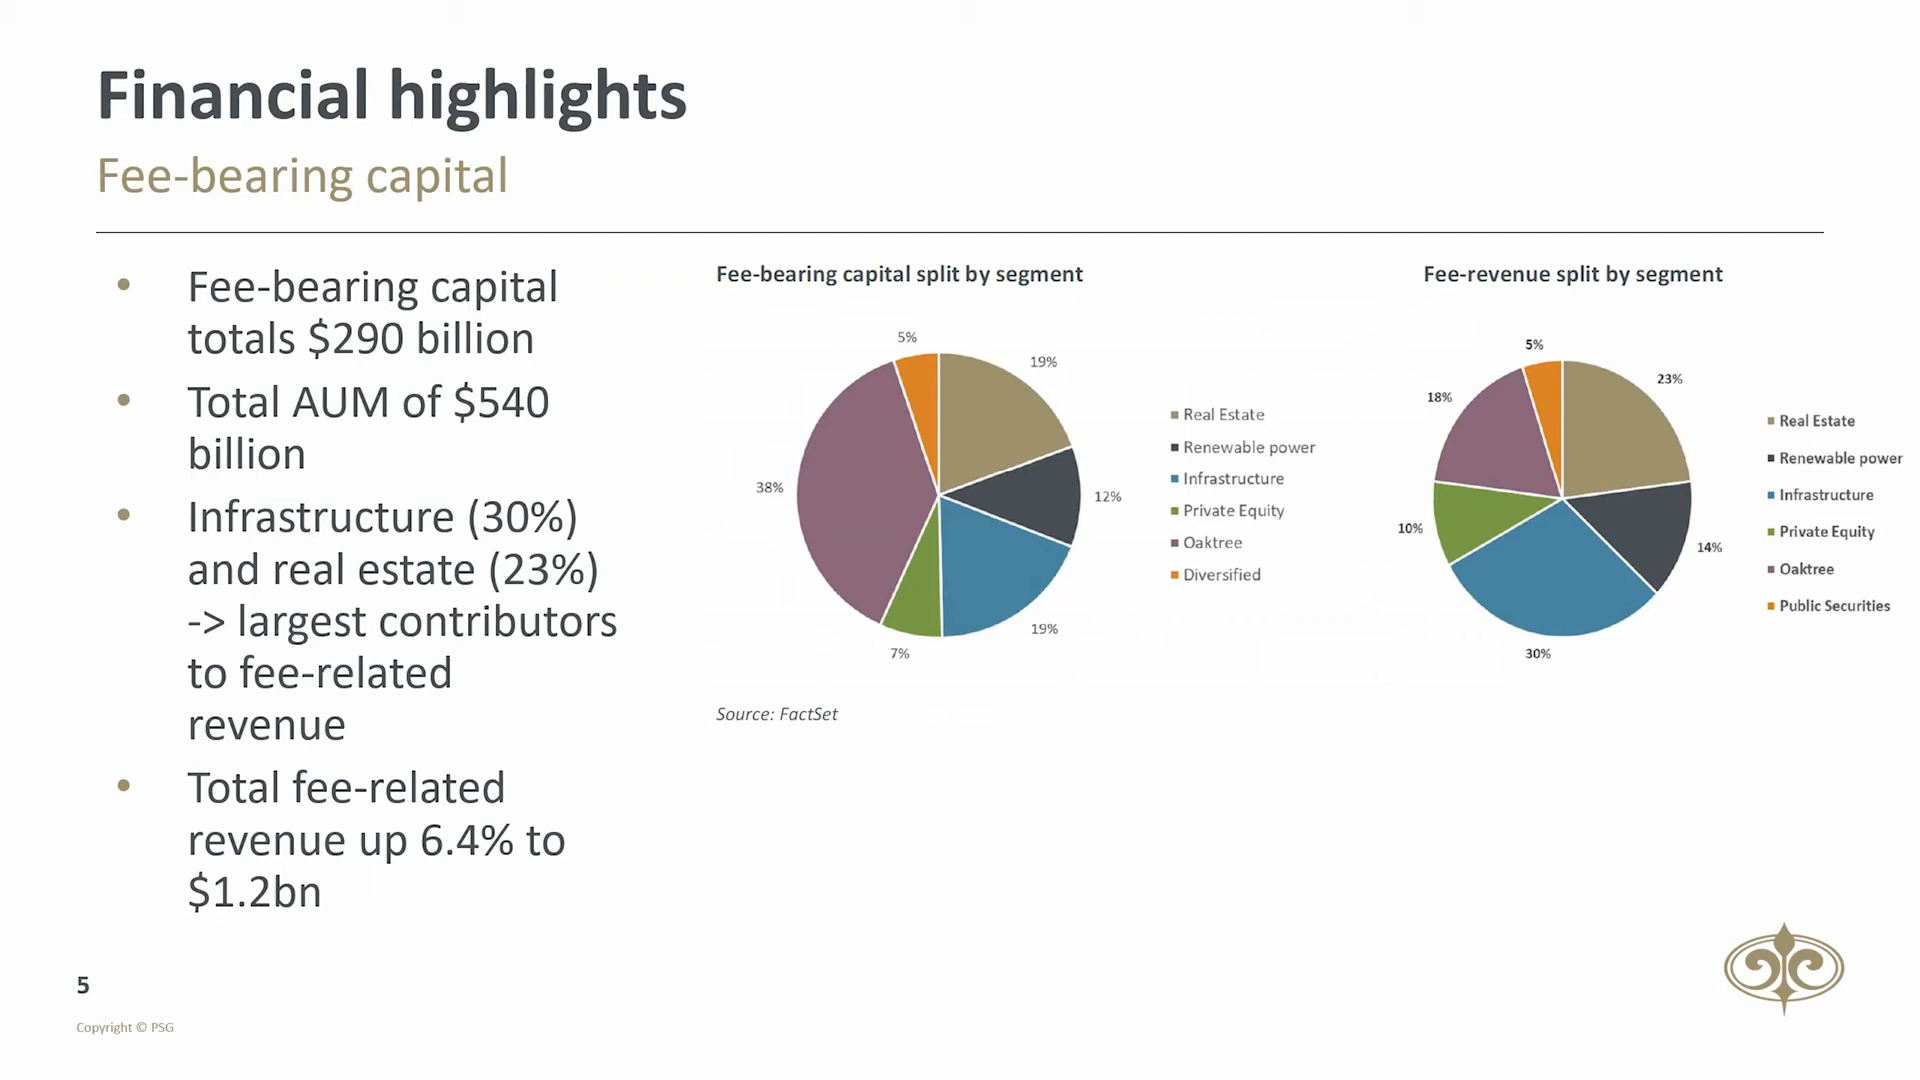 Financial highlights
Fee-bearing capital
• Fee-bearing capital
totals $290 billion
• Total AUM of $540
billion
• Infrastructure (30%)
and real estate (23%)
-> largest contributors
to fee-related
revenue
• Total fee-related
revenue up 6.4% to
$1.2bn
Fee-bearing capital split by segment
5%
19%
38%
12%
19%
7%
Real Estate
Renewable power
Infrastructure
Private Equity
Oaktree
Diversified
Source: FactSet
Fee-revenue split by segment
5%
23%
18%
10%
14%
30%
Real Estate
Renewable power
Infrastructure
Private Equity
Oaktree
Public Securities
5
Copyright © PSG